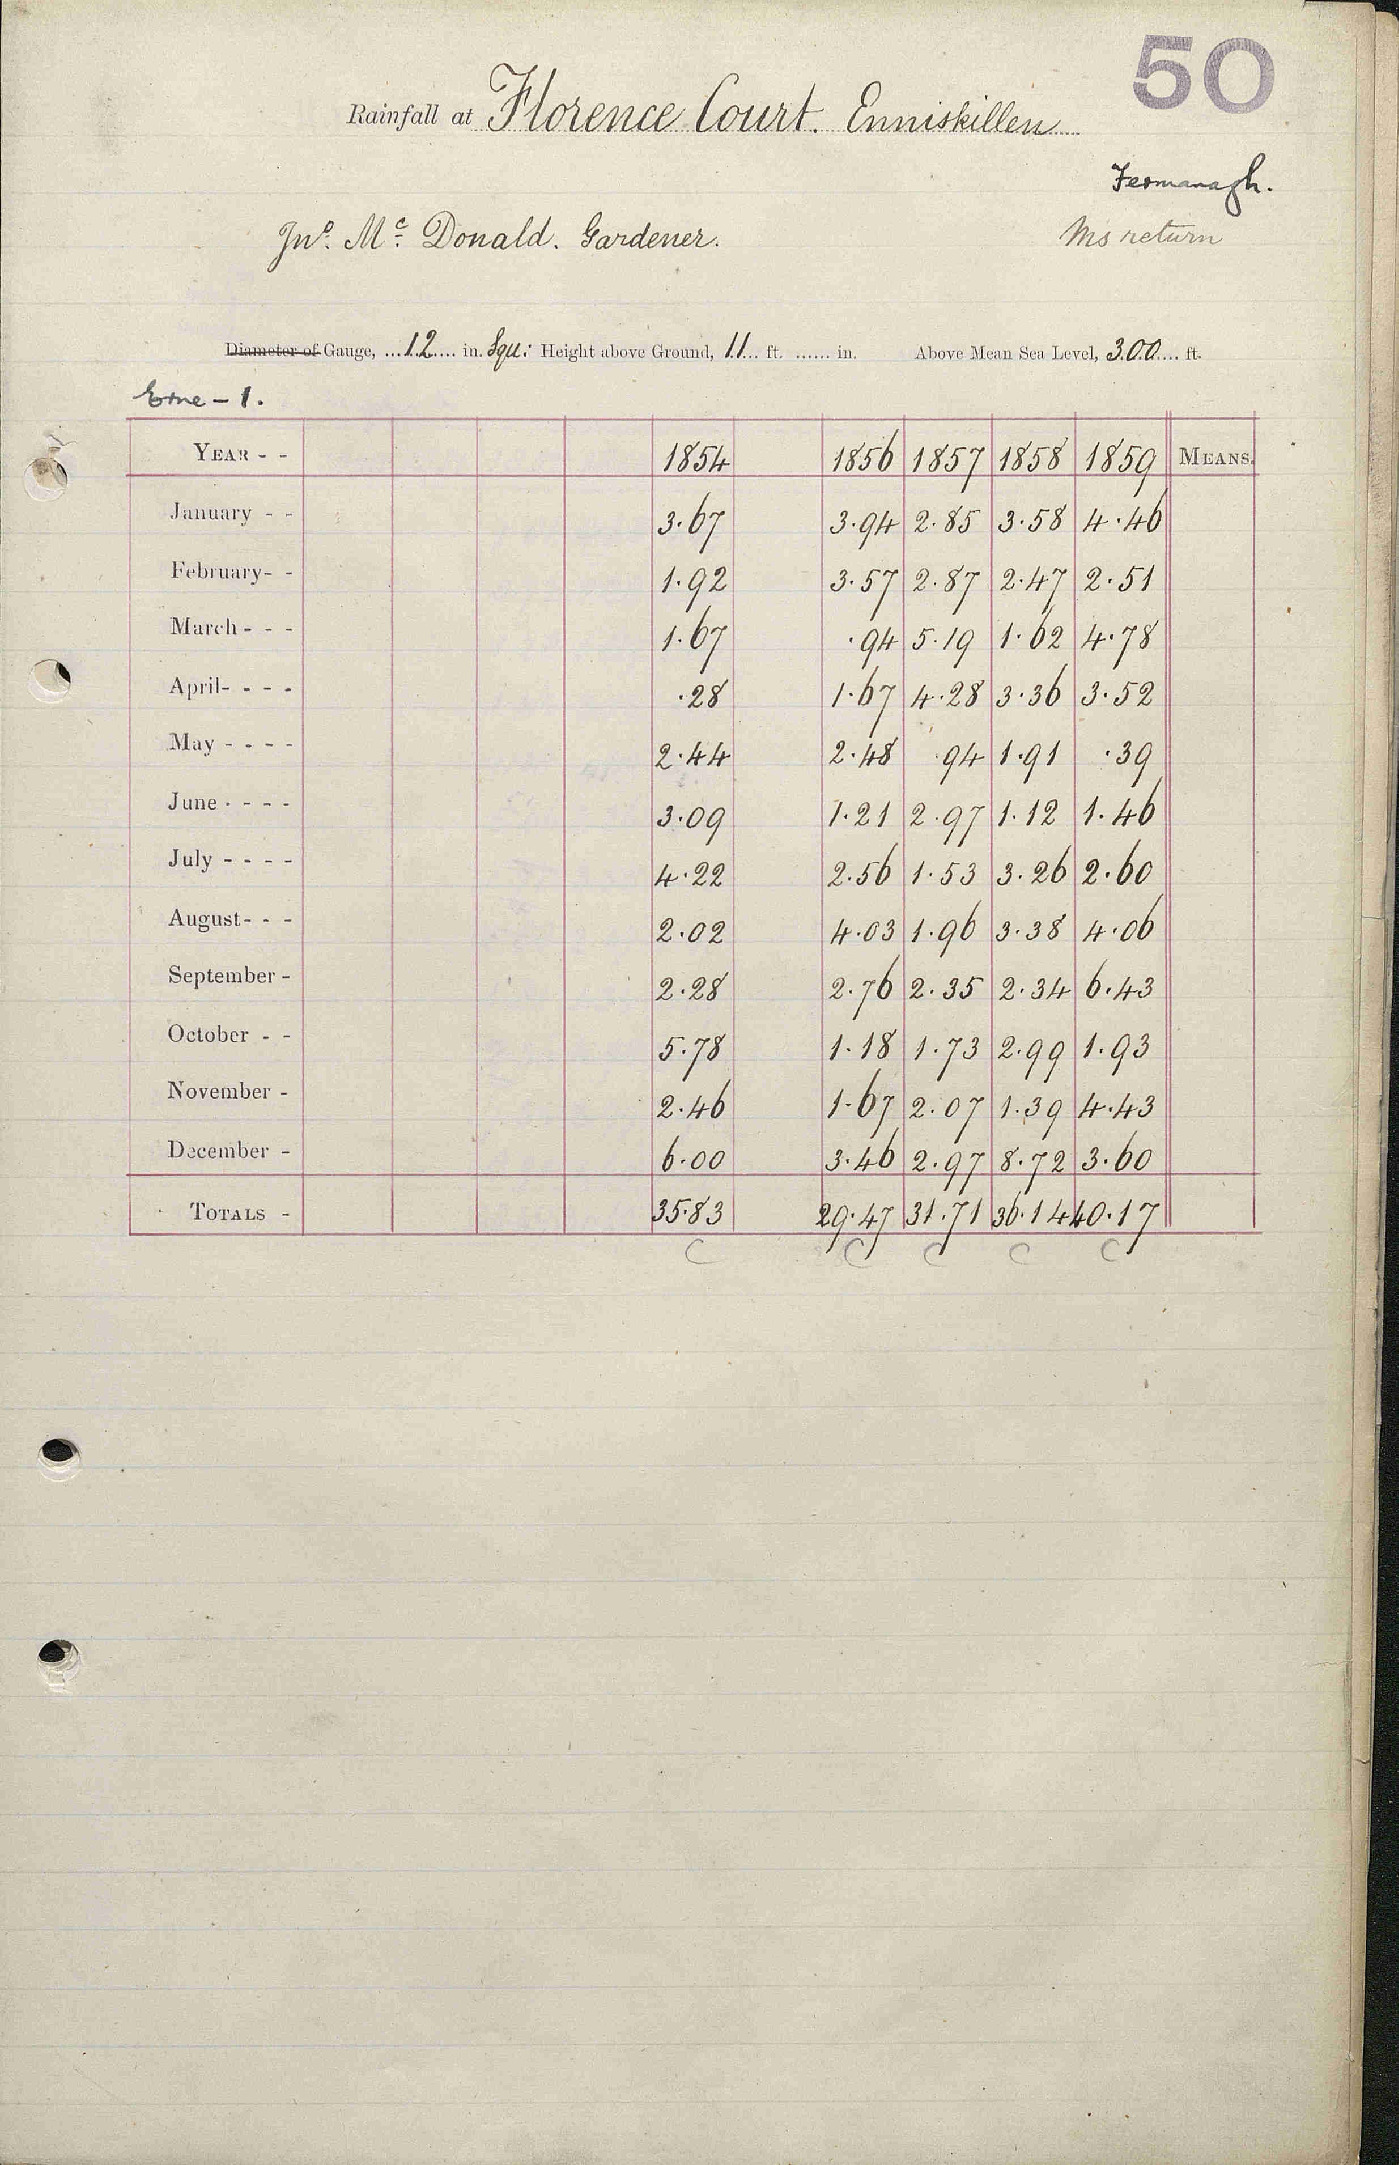 50
Rainfall at Florence Court. Enniskillen
Fermanagh.
Jno. Mc. Donald. Gardener.
Ms return
Diameter of Gauge, ...12... in. Squ: Height above Ground, 11... ft. ...... in. Above Mean Sea Level, 300... ft.
Erne - 1.
YEAR - - 1854 1856 1857 1858 1859 MEANS.
January - - 3.67 3.94 2.85 3.58 4.46
February- - 1.92 3.57 2.87 2.47 2.51
March - - - 1.67 .94 5.19 1.62 4.78
April- - - - .28 1.67 4.28 3.36 3.52
May - - - - 2.44 2.48 .94 1.91 .39
June - - - - 3.09 1.21 2.97 1.12 1.46
July - - - - 4.22 2.56 1.53 3.26 2.60
August- - - 2.02 4.03 1.96 3.38 4.06
September - 2.28 2.76 2.35 2.34 6.43
October - - 5.78 1.18 1.73 2.99 1.93
November - 2.46 1.67 2.07 1.39 4.43
December - 6.00 3.46 2.97 8.72 3.60
TOTALS - 35.83 29.47 31.71 36.14 40.17
C C C C C